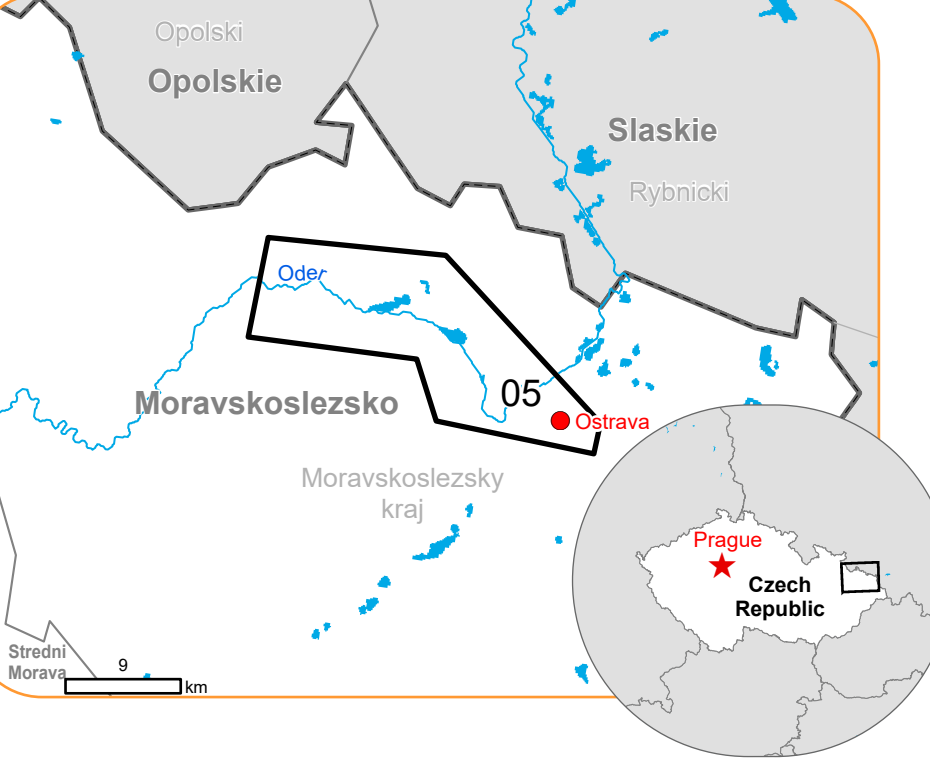 Opolski
Opolskie
Slaskie
Rybnicki
Oder
05
Moravskoslezsko
Ostrava
Moravskoslezsky
kraj
Prague
Czech
Republic
Stredni
Morava
9
km